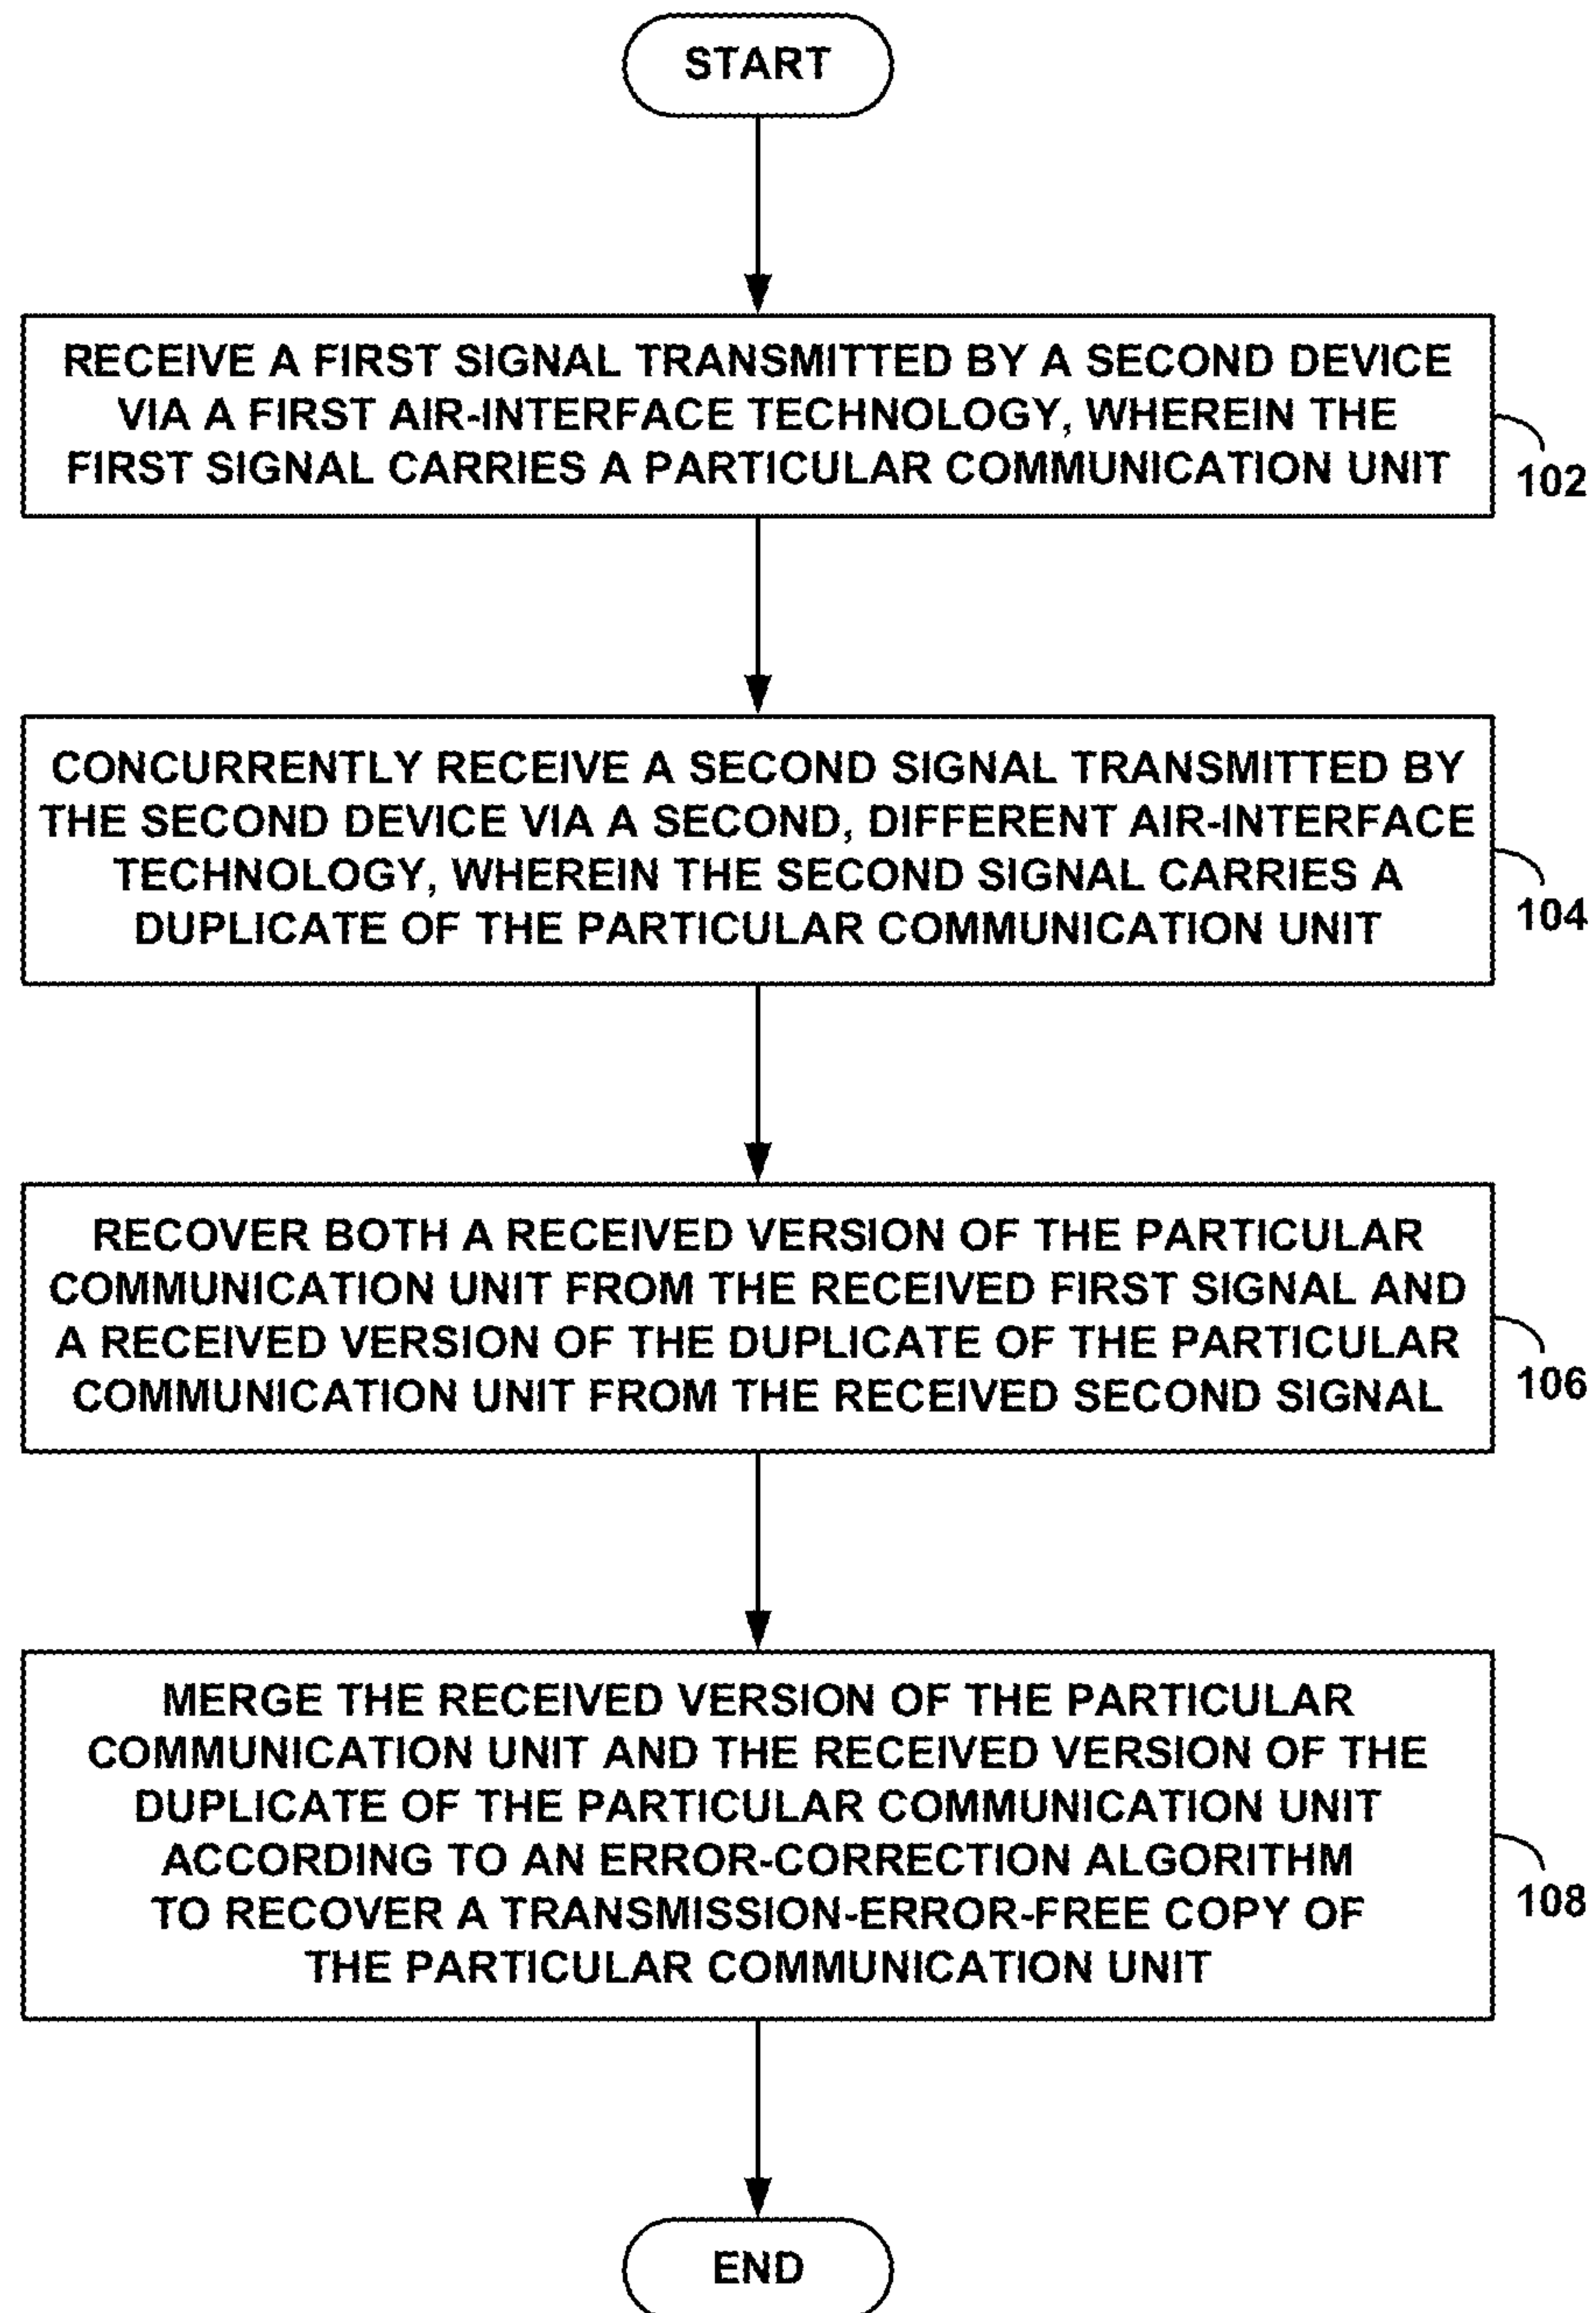 START
RECEIVE A FIRST SIGNAL TRANSMITTED BY A SECOND DEVICE
VIA A FIRST AIR-INTERFACE TECHNOLOGY, WHEREIN THE
FIRST SIGNAL CARRIES A PARTICULAR COMMUNICATION UNIT
102
CONCURRENTLY RECEIVE A SECOND SIGNAL TRANSMITTED BY
THE SECOND DEVICE VIA A SECOND, DIFFERENT AIR-INTERFACE
TECHNOLOGY, WHEREIN THE SECOND SIGNAL CARRIES A
DUPLICATE OF THE PARTICULAR COMMUNICATION UNIT
104
RECOVER BOTH A RECEIVED VERSION OF THE PARTICULAR
COMMUNICATION UNIT FROM THE RECEIVED FIRST SIGNAL AND
A RECEIVED VERSION OF THE DUPLICATE OF THE PARTICULAR
COMMUNICATION UNIT FROM THE RECEIVED SECOND SIGNAL
106
MERGE THE RECEIVED VERSION OF THE PARTICULAR
COMMUNICATION UNIT AND THE RECEIVED VERSION OF THE
DUPLICATE OF THE PARTICULAR COMMUNICATION UNIT
ACCORDING TO AN ERROR-CORRECTION ALGORITHM
TO RECOVER A TRANSMISSION-ERROR-FREE COPY OF
THE PARTICULAR COMMUNICATION UNIT
108
END